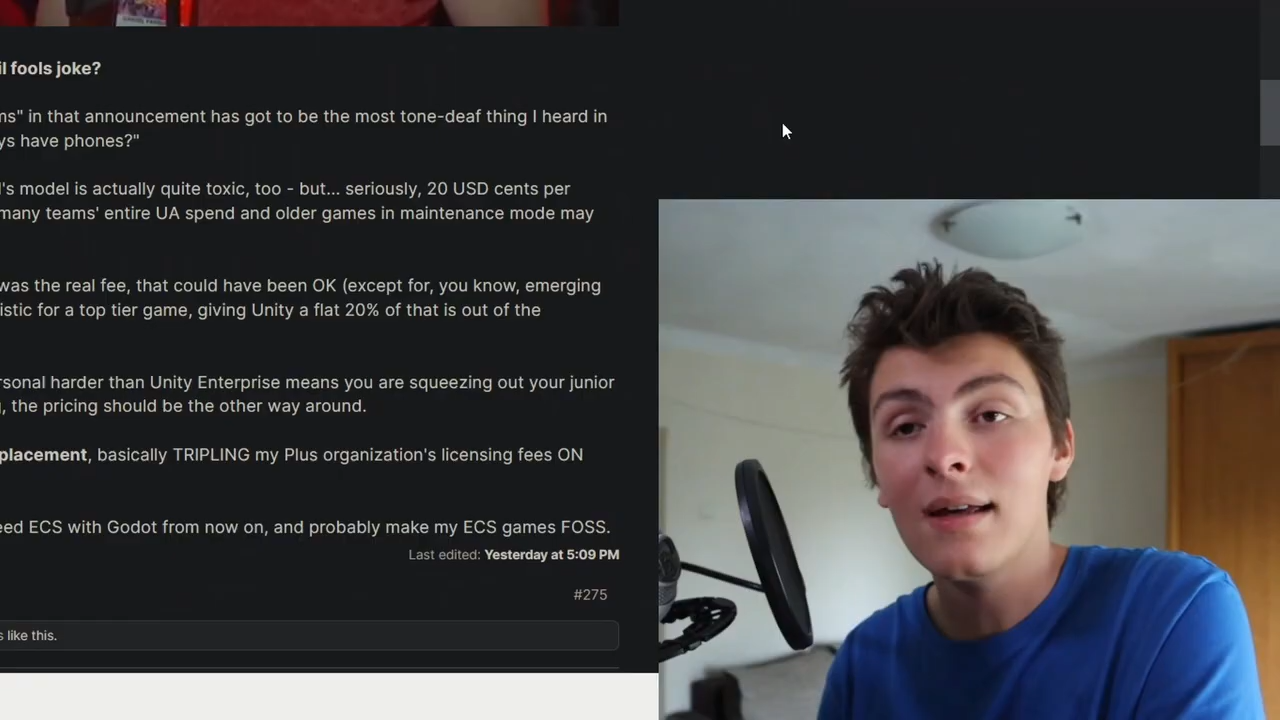 il fools joke?
ms" in that announcement has got to be the most tone-deaf thing I heard in
ys have phones?"
l's model is actually quite toxic, too - but... seriously, 20 USD cents per
many teams' entire UA spend and older games in maintenance mode may
was the real fee, that could have been OK (except for, you know, emerging
istic for a top tier game, giving Unity a flat 20% of that is out of the
rsonal harder than Unity Enterprise means you are squeezing out your junior
, the pricing should be the other way around.
placement, basically TRIPLING my Plus organization's licensing fees ON
eed ECS with Godot from now on, and probably make my ECS games FOSS.
Last edited: Yesterday at 5:09 PM
#275
s like this.